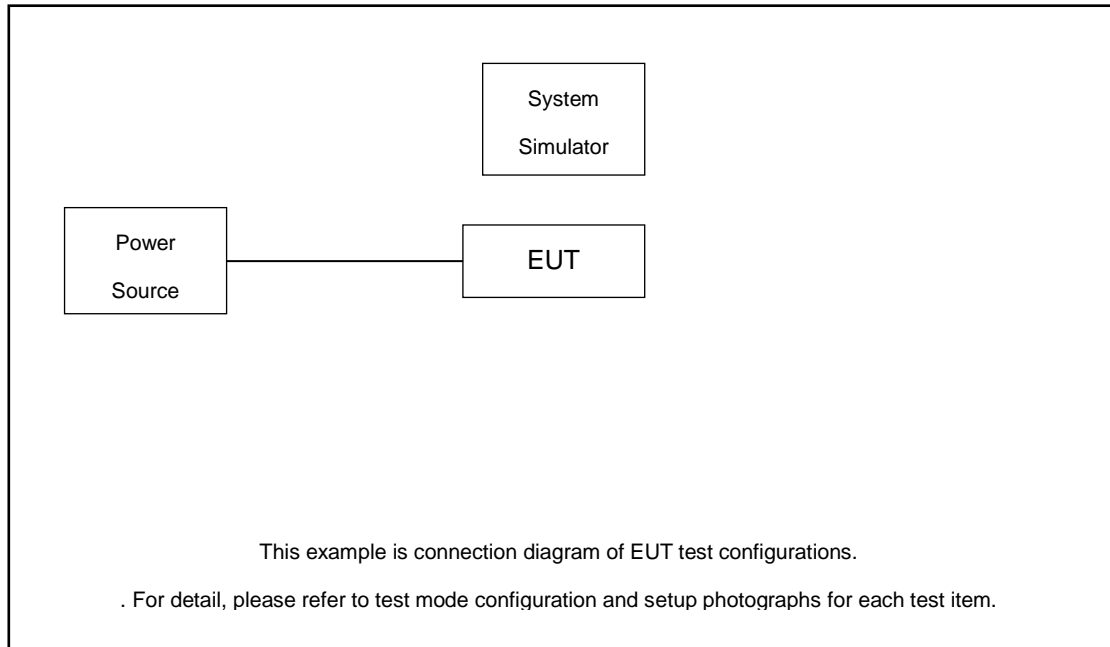 System
Simulator
Power
Source
EUT
This example is connection diagram of EUT test configurations.
. For detail, please refer to test mode configuration and setup photographs for each test item.